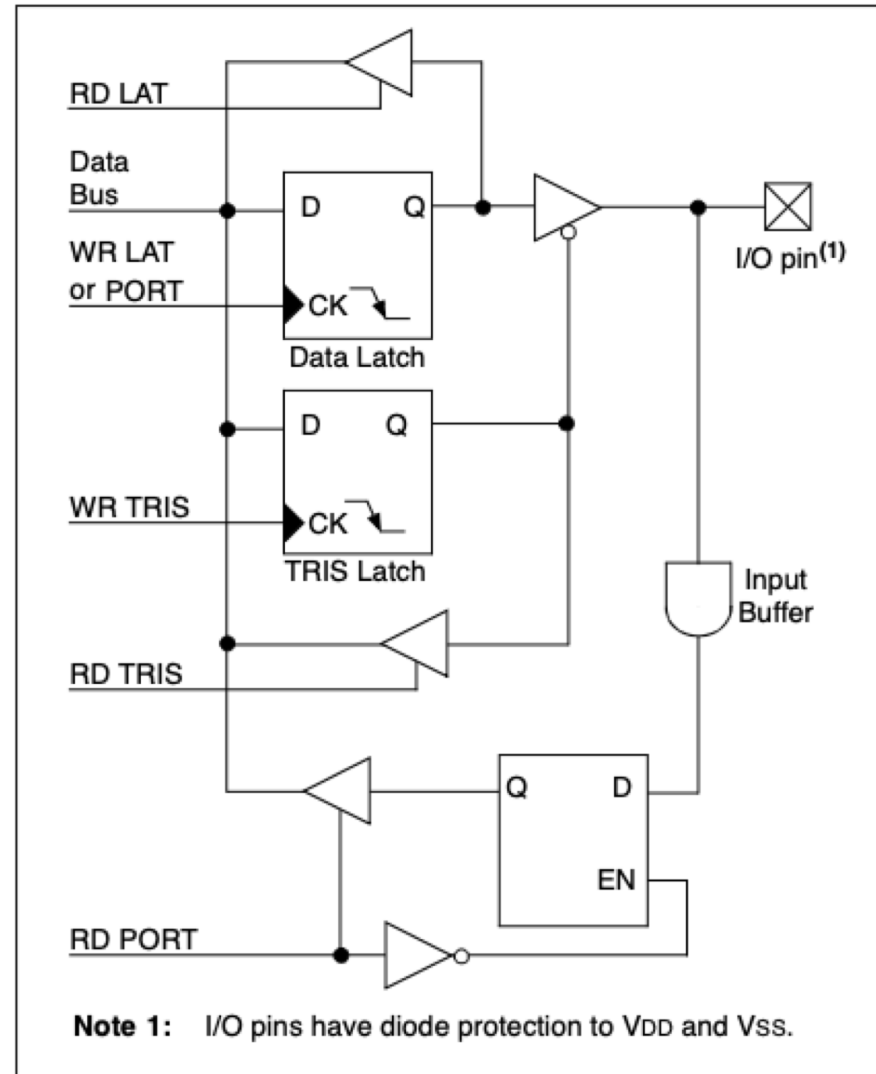 RD LAT
Data
Bus
D
Q
WR LAT
or PORT
CK
Data Latch
I/O pin(1)
D
Q
WR TRIS
CK
TRIS Latch
Input
Buffer
RD TRIS
Q
D
EN
RD PORT
Note 1: I/O pins have diode protection to VDD and VSS.